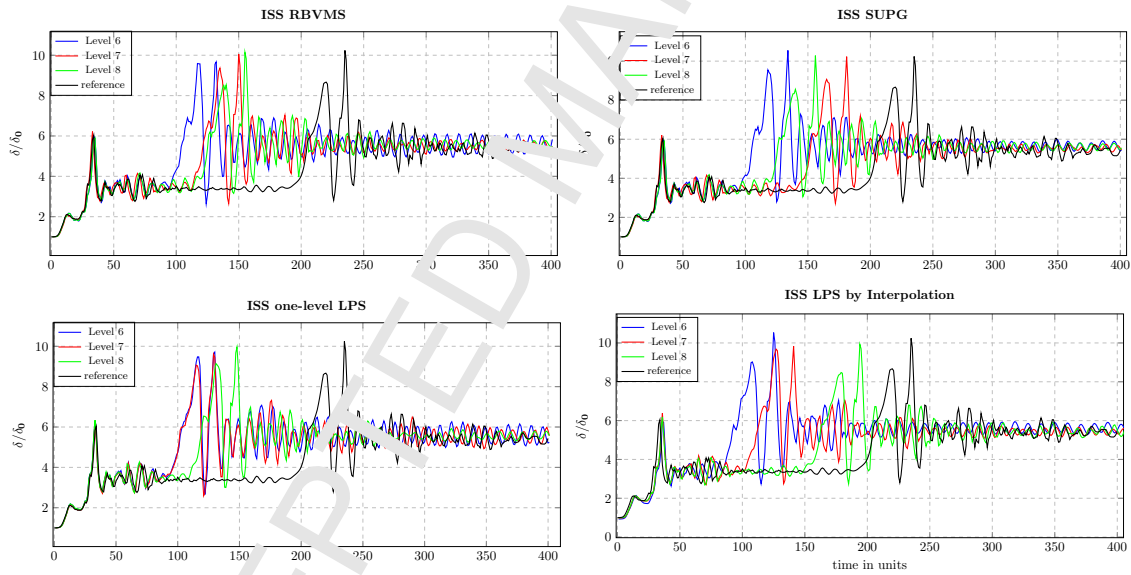 ISS RBVMS
δ/δ0
10
8
6
4
2
0 50 100 150 200 250 300 350 400
Level 6
Level 7
Level 8
reference
ISS SUPG
10
8
6
4
2
0 50 100 150 200 250 300 350 400
Level 6
Level 7
Level 8
reference
ISS one-level LPS
δ/δ0
10
8
6
4
2
0 50 100 150 200 250 300 350 400
Level 6
Level 7
Level 8
reference
ISS LPS by Interpolation
δ/δ0
10
8
6
4
2
0
0 50 100 150 200 250 300 350 400
time in units
Level 6
Level 7
Level 8
reference
EPTED MA